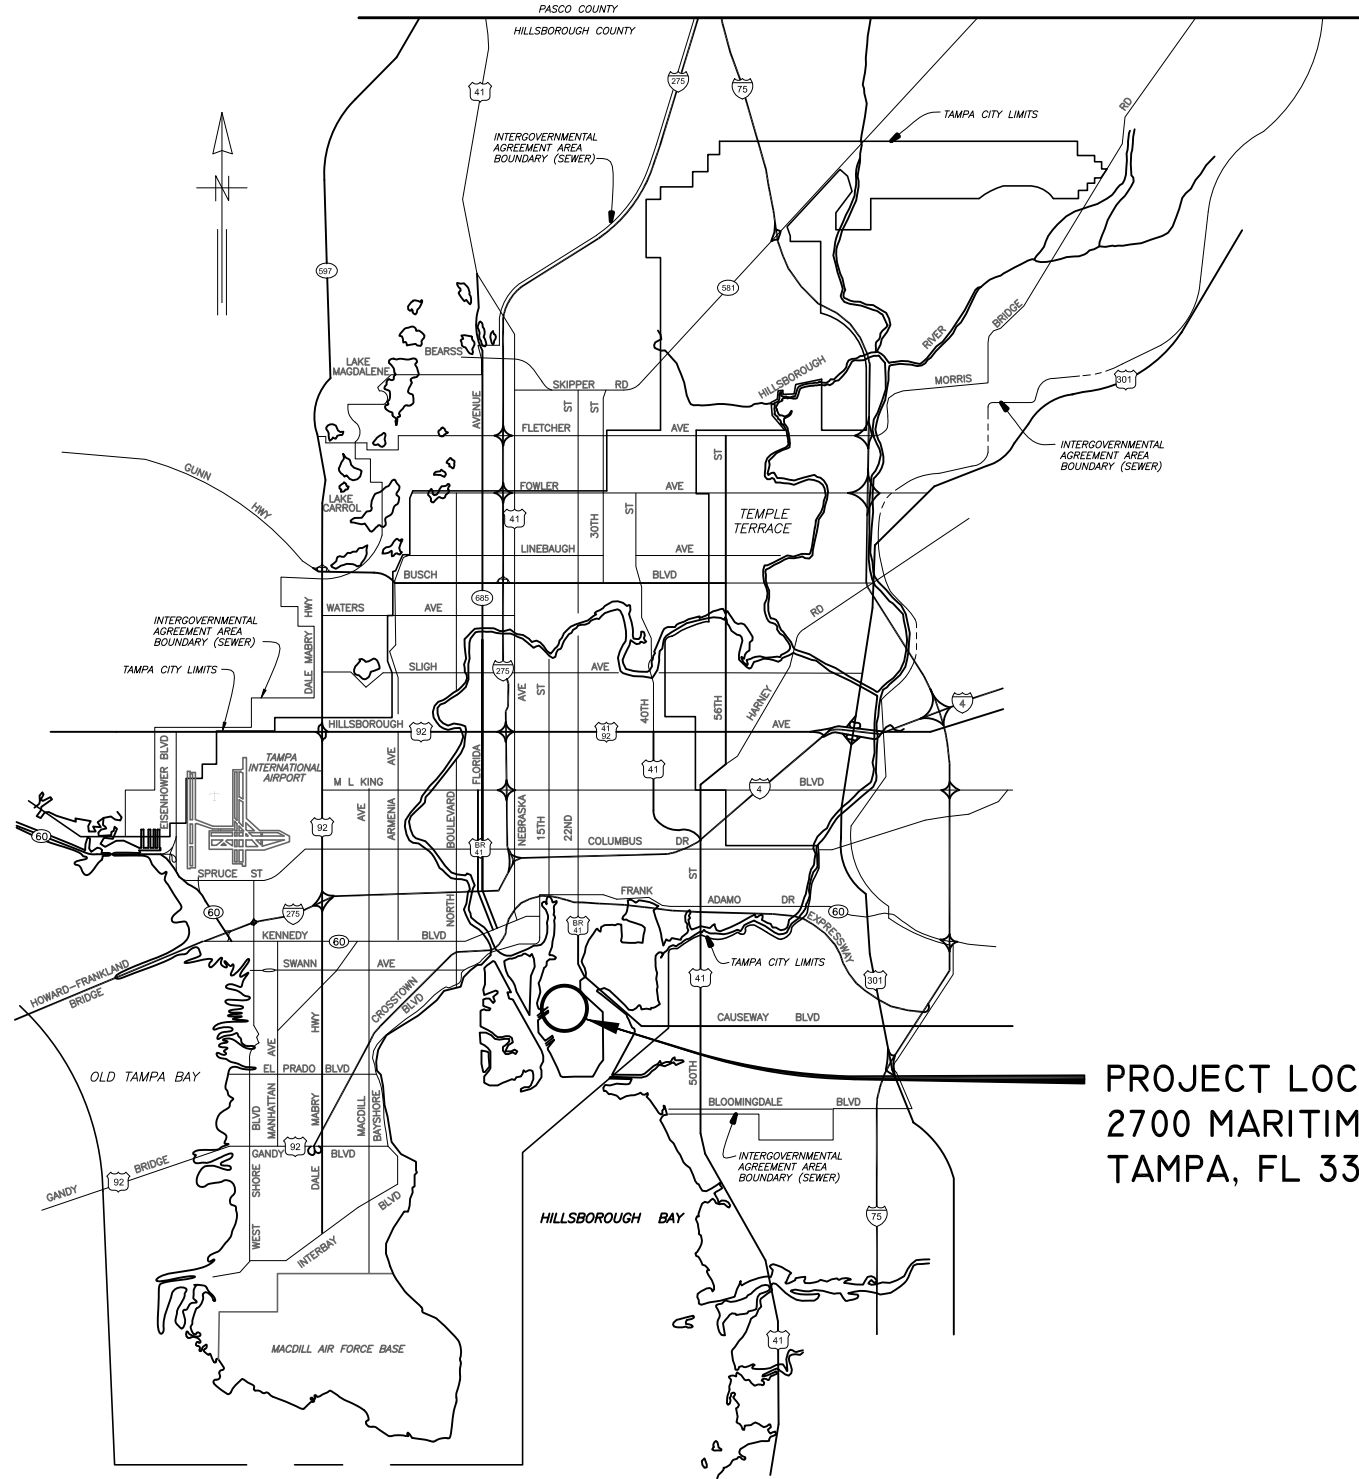 PASCO COUNTY
HILLSBOROUGH COUNTY
41
275
75
RD
TAMPA CITY LIMITS
INTERGOVERNMENTAL
AGREEMENT AREA
BOUNDARY (SEWER)
N
597
581
BRIDGE
RIVER
BEARSS
LAKE
MAGDALENE
HILLSBOROUGH
MORRIS
301
SKIPPER RD
AVENUE
ST
ST
FLETCHER AVE
INTERGOVERNMENTAL
AGREEMENT AREA
BOUNDARY (SEWER)
ST
GUNN
HWY
LAKE
CARROL
FOWLER AVE
41
30TH
ST
TEMPLE
TERRACE
LINEBAUGH AVE
BUSCH BLVD
685
HWY
WATERS AVE
RD
INTERGOVERNMENTAL
AGREEMENT AREA
BOUNDARY (SEWER)
TAMPA CITY LIMITS
DALE MABRY
SLIGH AVE
275
AVE
ST
40TH
56TH
HARNEY
4
HILLSBOROUGH AVE
92
41
92
EISENHOWER BLVD
TAMPA
INTERNATIONAL
AIRPORT
AVE
FLORIDA
41
M L KING BLVD
4
AVE
ARMENIA
BOULEVARD
NEBRASKA
15TH
22ND
60
92
BR
41
COLUMBUS DR
SPRUCE ST
ST
FRANK
ADAMO DR
60
60
275
NORTH
BR
41
EXPRESSWAY
KENNEDY
60
BLVD
SWANN AVE
TAMPA CITY LIMITS
HOWARD-FRANKLAND
BRIDGE
CROSSTOWN
BLVD
41
301
HWY
CAUSEWAY BLVD
AVE
OLD TAMPA BAY
EL PRADO BLVD
50TH
PROJECT LOC
2700 MARITIM
TAMPA, FL 33
BLVD
MANHATTAN
MABRY
MACDILL
BAYSHORE
BLOOMINGDALE BLVD
92
GANDY BLVD
INTERGOVERNMENTAL
AGREEMENT AREA
BOUNDARY (SEWER)
GANDY
92
BRIDGE
SHORE
DALE
BLVD
HILLSBOROUGH BAY
75
WEST
INTERBAY
MACDILL AIR FORCE BASE
41